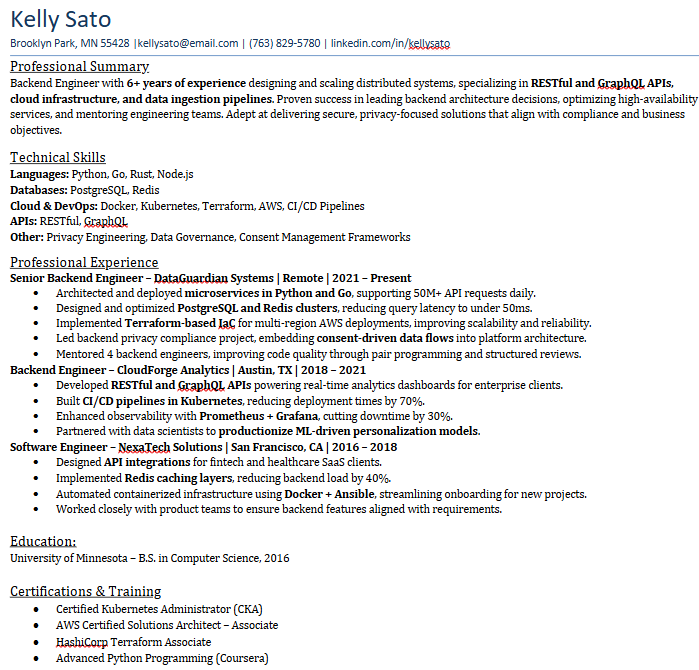 Kelly Sato
Brooklyn Park, MN 55428 |kellysato@email.com | (763) 829-5780 | linkedin.com/in/kellysato
Professional Summary
Backend Engineer with 6+ years of experience designing and scaling distributed systems, specializing in RESTful and GraphQL APIs,
cloud infrastructure, and data ingestion pipelines. Proven success in leading backend architecture decisions, optimizing high-availability
services, and mentoring engineering teams. Adept at delivering secure, privacy-focused solutions that align with compliance and business
objectives.
Technical Skills
Languages: Python, Go, Rust, Node.js
Databases: PostgreSQL, Redis
Cloud & DevOps: Docker, Kubernetes, Terraform, AWS, CI/CD Pipelines
APIs: RESTful, GraphQL
Other: Privacy Engineering, Data Governance, Consent Management Frameworks
Professional Experience
Senior Backend Engineer – DataGuardian Systems | Remote | 2021 – Present
• Architected and deployed microservices in Python and Go, supporting 50M+ API requests daily.
• Designed and optimized PostgreSQL and Redis clusters, reducing query latency to under 50ms.
• Implemented Terraform-based IaC for multi-region AWS deployments, improving scalability and reliability.
• Led backend privacy compliance project, embedding consent-driven data flows into platform architecture.
• Mentored 4 backend engineers, improving code quality through pair programming and structured reviews.
Backend Engineer – CloudForge Analytics | Austin, TX | 2018 – 2021
• Developed RESTful and GraphQL APIs powering real-time analytics dashboards for enterprise clients.
• Built CI/CD pipelines in Kubernetes, reducing deployment times by 70%.
• Enhanced observability with Prometheus + Grafana, cutting downtime by 30%.
• Partnered with data scientists to productionize ML-driven personalization models.
Software Engineer – NexaTech Solutions | San Francisco, CA | 2016 – 2018
• Designed API integrations for fintech and healthcare SaaS clients.
• Implemented Redis caching layers, reducing backend load by 40%.
• Automated containerized infrastructure using Docker + Ansible, streamlining onboarding for new projects.
• Worked closely with product teams to ensure backend features aligned with requirements.
Education:
University of Minnesota – B.S. in Computer Science, 2016
Certifications & Training
• Certified Kubernetes Administrator (CKA)
• AWS Certified Solutions Architect – Associate
• HashiCorp Terraform Associate
• Advanced Python Programming (Coursera)